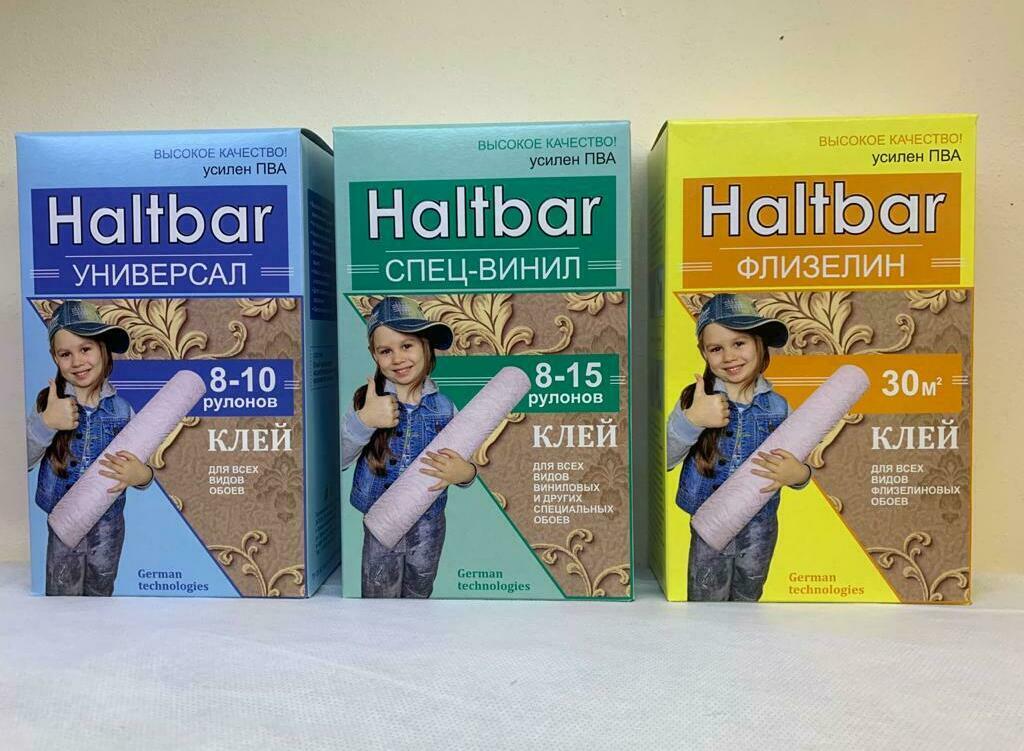 ВЫСОКОЕ КАЧЕСТВО!
усилен ПВА
Haltbar
УНИВЕРСАЛ
8-10
рулонов
КЛЕЙ
ДЛЯ ВСЕХ
ВИДОВ
ОБОЕВ
German
technologies
ВЫСОКОЕ КАЧЕСТВО!
усилен ПВА
Haltbar
СПЕЦ-ВИНИЛ
8-15
рулонов
КЛЕЙ
ДЛЯ ВСЕХ
ВИДОВ
ВИНИЛОВЫХ
И ДРУГИХ
СПЕЦИАЛЬНЫХ
ОБОЕВ
German
technologies
ВЫСОКОЕ КАЧЕСТВО!
усилен ПВА
Haltbar
ФЛИЗЕЛИН
30 м²
КЛЕЙ
ДЛЯ ВСЕХ
ВИДОВ
ФЛИЗЕЛИНОВЫХ
ОБОЕВ
German
technologies